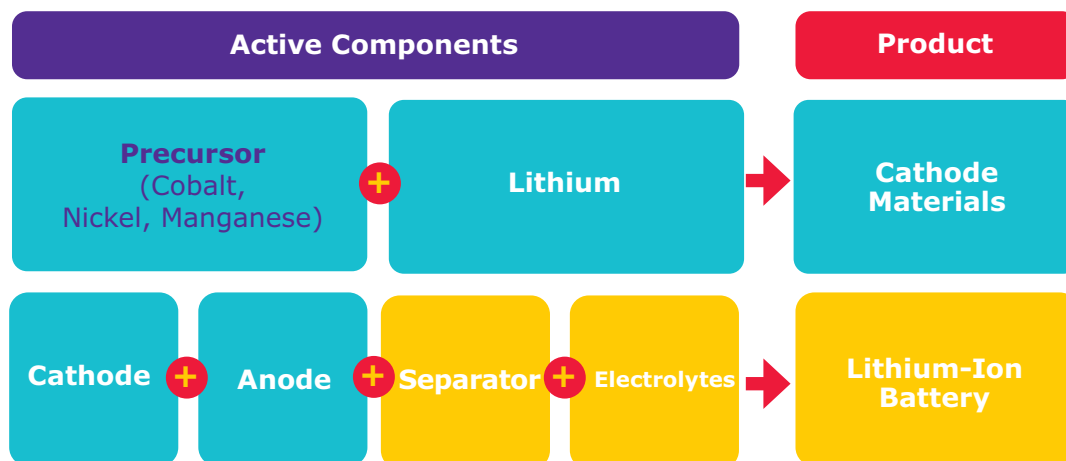 Active Components
Product
Precursor
(Cobalt,
Nickel, Manganese)
+
Lithium
Cathode
Materials
Cathode
+
Anode
+
Separator
+
Electrolytes
Lithium-Ion
Battery